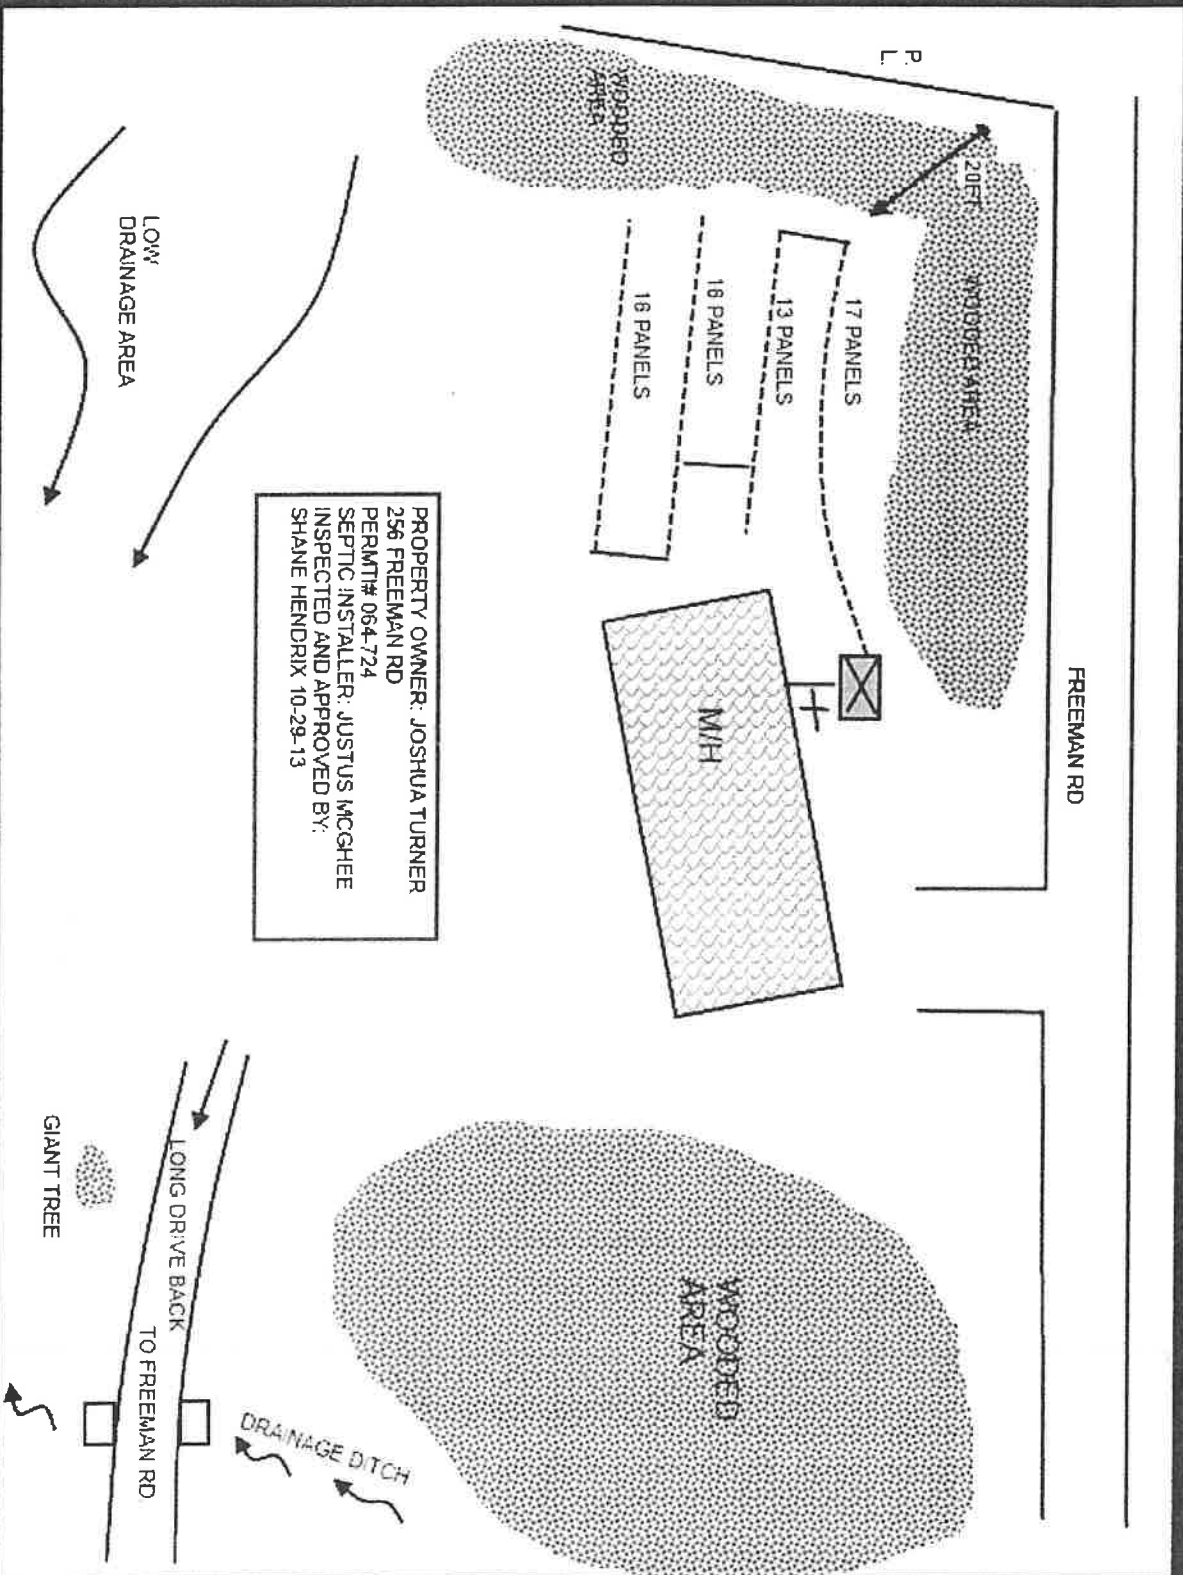 FREEMAN RD
P.
L.
20FT
WOODED AREA
17 PANELS
13 PANELS
16 PANELS
16 PANELS
WOODED
AREA
M/H
WOODED
AREA
PROPERTY OWNER: JOSHUA TURNER
256 FREEMAN RD
PERMTI# 064-724
SEPTIC INSTALLER: JUSTUS MCGHEE
INSPECTED AND APPROVED BY:
SHANE HENDRIX 10-29-13
DRAINAGE DITCH
LOW
DRAINAGE AREA
LONG DRIVE BACK
TO FREEMAN RD
GIANT TREE